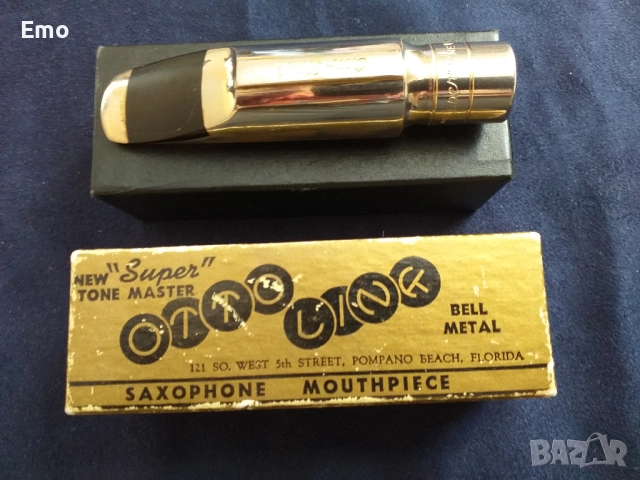 Emo
NEW "Super"
TONE MASTER
OTTO LINK
BELL
METAL
121 SO. WEST 5th STREET, POMPANO BEACH, FLORIDA
SAXOPHONE MOUTHPIECE
BAZAR